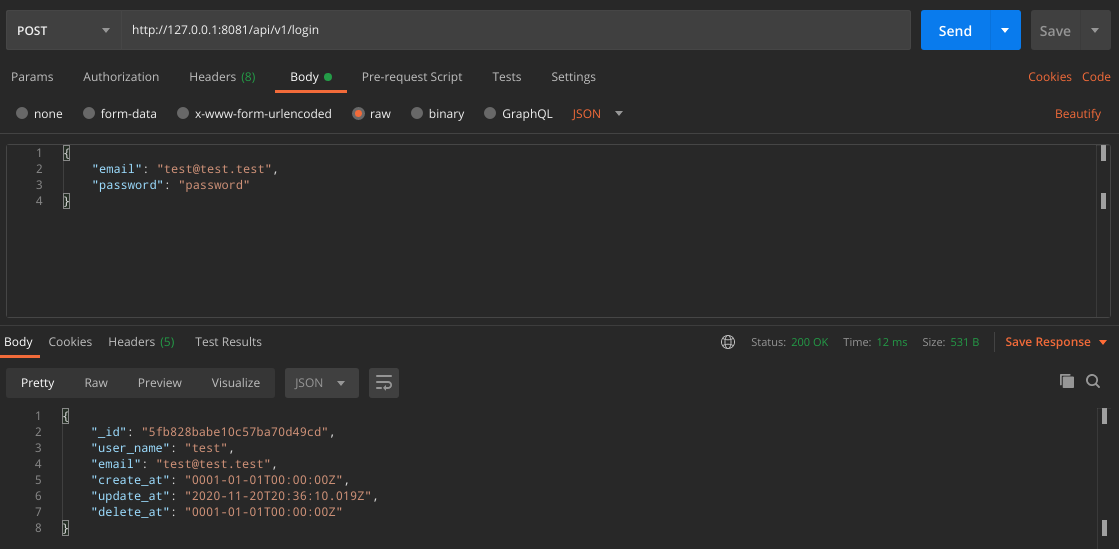 POST http://127.0.0.1:8081/api/v1/login Send Save
Params Authorization Headers (8) Body Pre-request Script Tests Settings Cookies Code
none form-data x-www-form-urlencoded raw binary GraphQL JSON Beautify
1 {
2 "email": "test@test.test",
3 "password": "password"
4 }
Body Cookies Headers (5) Test Results Status: 200 OK Time: 12 ms Size: 531 B Save Response
Pretty Raw Preview Visualize JSON
1 {
2 "_id": "5fb828babe10c57ba70d49cd",
3 "user_name": "test",
4 "email": "test@test.test",
5 "create_at": "0001-01-01T00:00:00Z",
6 "update_at": "2020-11-20T20:36:10.019Z",
7 "delete_at": "0001-01-01T00:00:00Z"
8 }